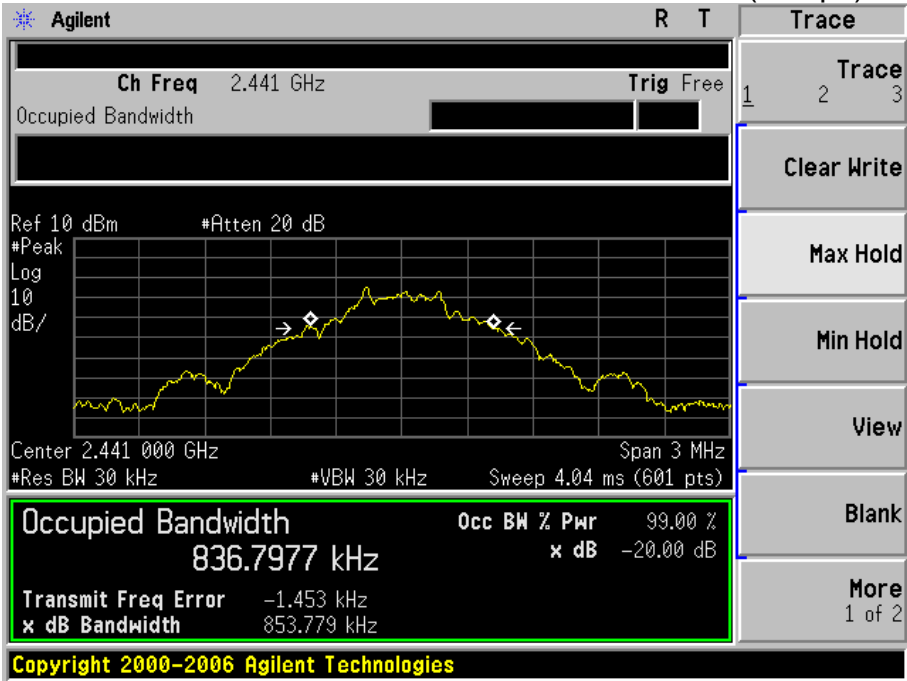 Agilent R T Trace
Ch Freq 2.441 GHz Trig Free
Occupied Bandwidth
Trace
1 2 3
Clear Write
Max Hold
Min Hold
View
Blank
More
1 of 2
Ref 10 dBm #Atten 20 dB
#Peak
Log
10
dB/
Center 2.441 000 GHz Span 3 MHz
#Res BW 30 kHz #VBW 30 kHz Sweep 4.04 ms (601 pts)
Occupied Bandwidth Occ BW % Pwr 99.00 %
836.7977 kHz x dB -20.00 dB
Transmit Freq Error -1.453 kHz
x dB Bandwidth 853.779 kHz
Copyright 2000-2006 Agilent Technologies